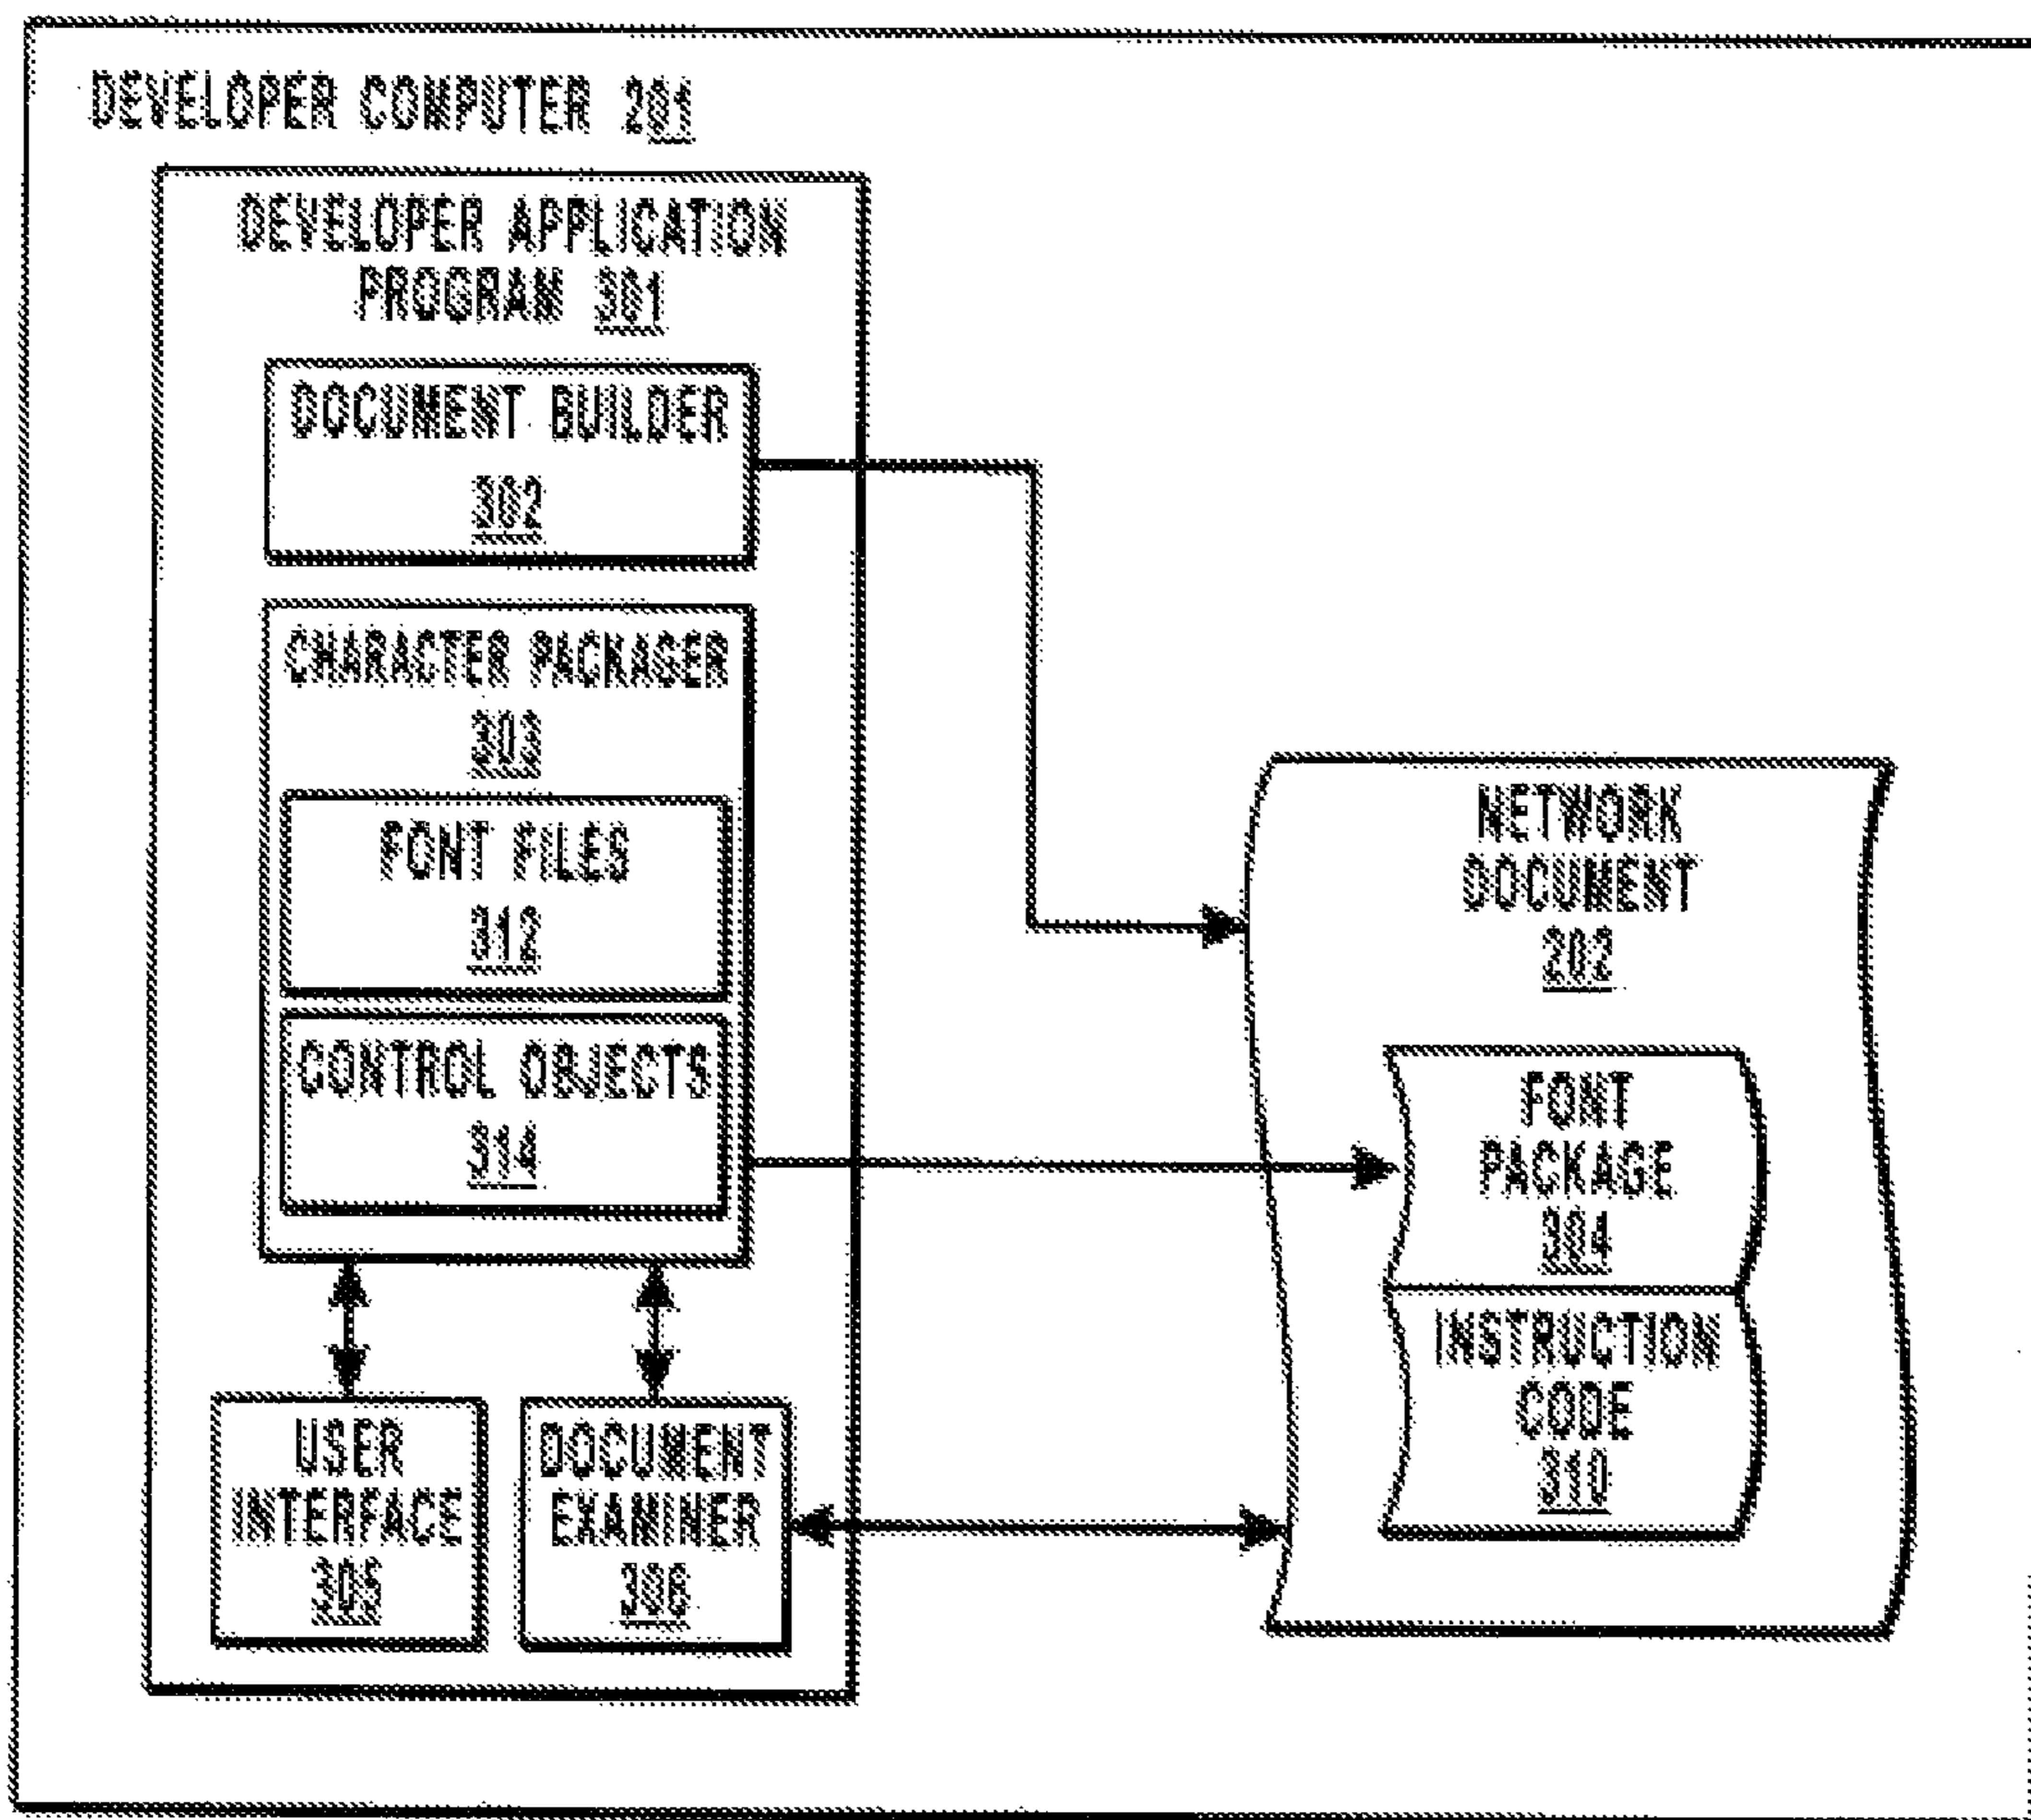 DEVELOPER COMPUTER 201
DEVELOPER APPLICATION
PROGRAM 301
DOCUMENT BUILDER
302
CHARACTER PACKAGER
303
FONT FILES
312
CONTROL OBJECTS
314
USER
INTERFACE
305
DOCUMENT
EXAMINER
306
NETWORK
DOCUMENT
202
FONT
PACKAGE
304
INSTRUCTION
CODE
310